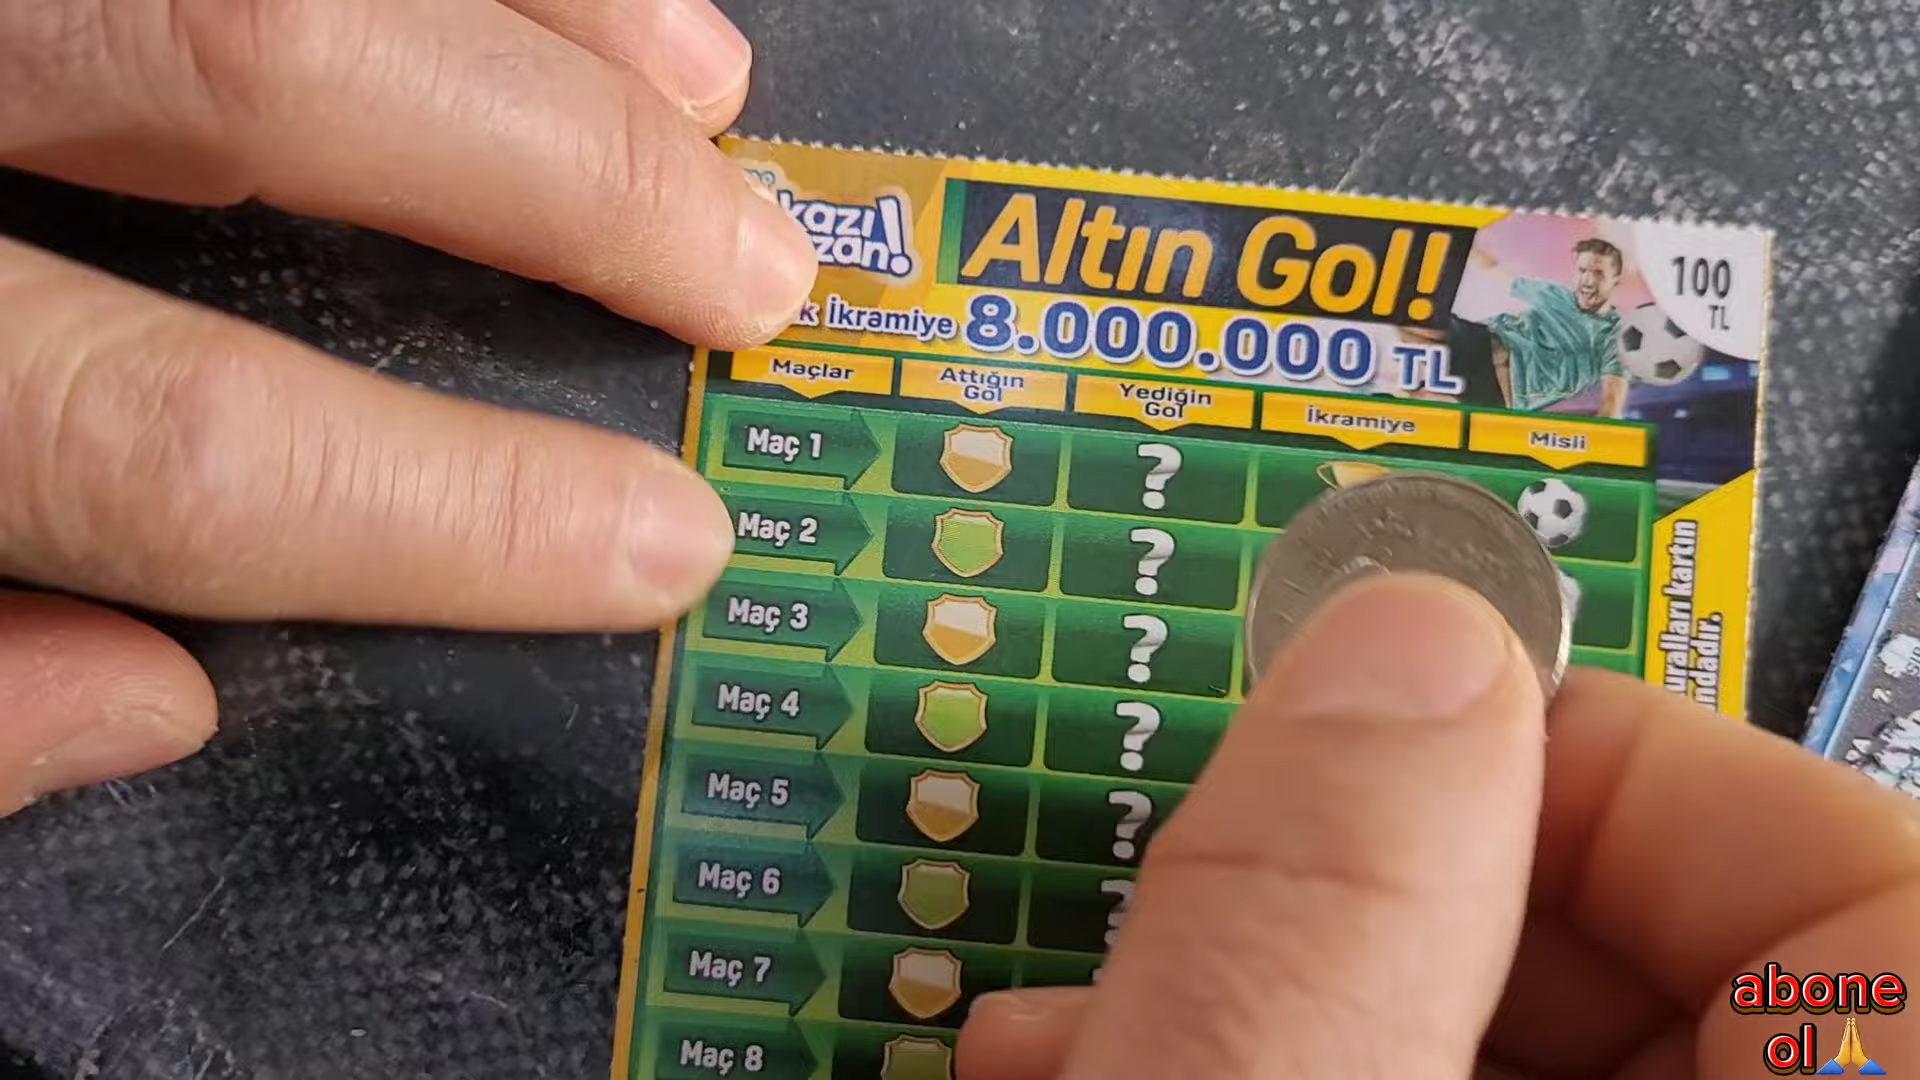 kazı
zan!
Altın Gol!
100
TL
k İkramiye 8.000.000 TL
Maçlar
Attığın
Gol
Yediğin
Gol
İkramiye
Misli
Maç 1
?
Maç 2
?
Maç 3
?
Maç 4
?
Maç 5
?
Maç 6
?
Maç 7
Maç 8
uralları kartın
ndadır.
abone
ol🙏